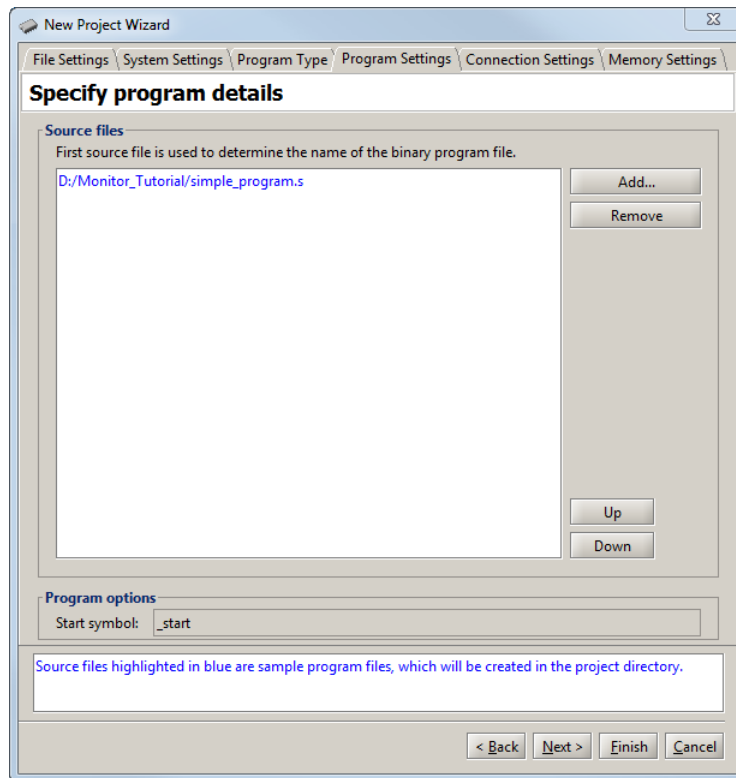 New Project Wizard
File Settings System Settings Program Type Program Settings Connection Settings Memory Settings
Specify program details
Source files
First source file is used to determine the name of the binary program file.
D:/Monitor_Tutorial/simple_program.s
Add...
Remove
Up
Down
Program options
Start symbol: _start
Source files highlighted in blue are sample program files, which will be created in the project directory.
< Back Next > Finish Cancel